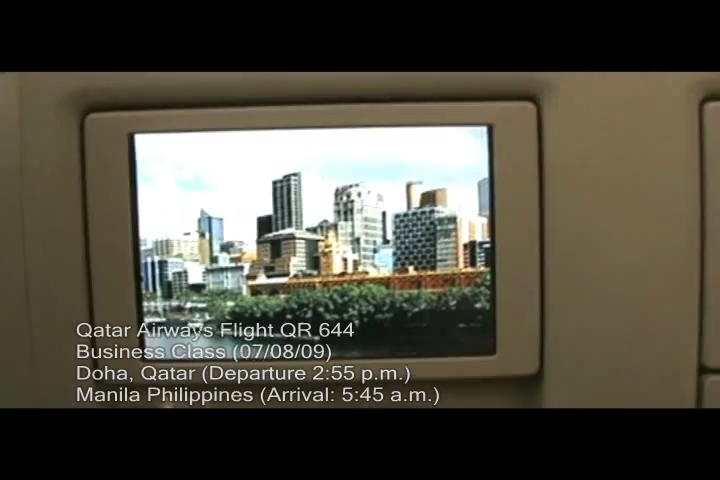 Qatar Airways Flight QR 644
Business Class (07/08/09)
Doha, Qatar (Departure 2:55 p.m.)
Manila Philippines (Arrival: 5:45 a.m.)